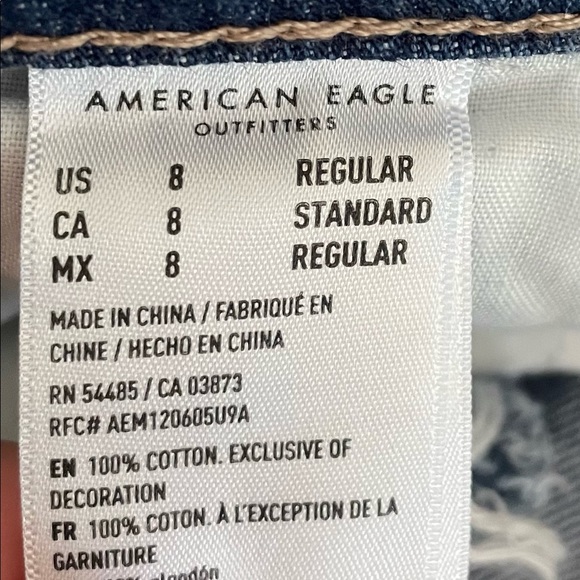 AMERICAN EAGLE
OUTFITTERS
US 8 REGULAR
CA 8 STANDARD
MX 8 REGULAR
MADE IN CHINA / FABRIQUÉ EN
CHINE / HECHO EN CHINA
RN 54485 / CA 03873
RFC# AEM120605U9A
EN 100% COTTON. EXCLUSIVE OF
DECORATION
FR 100% COTON. À L'EXCEPTION DE LA
GARNITURE
algodón